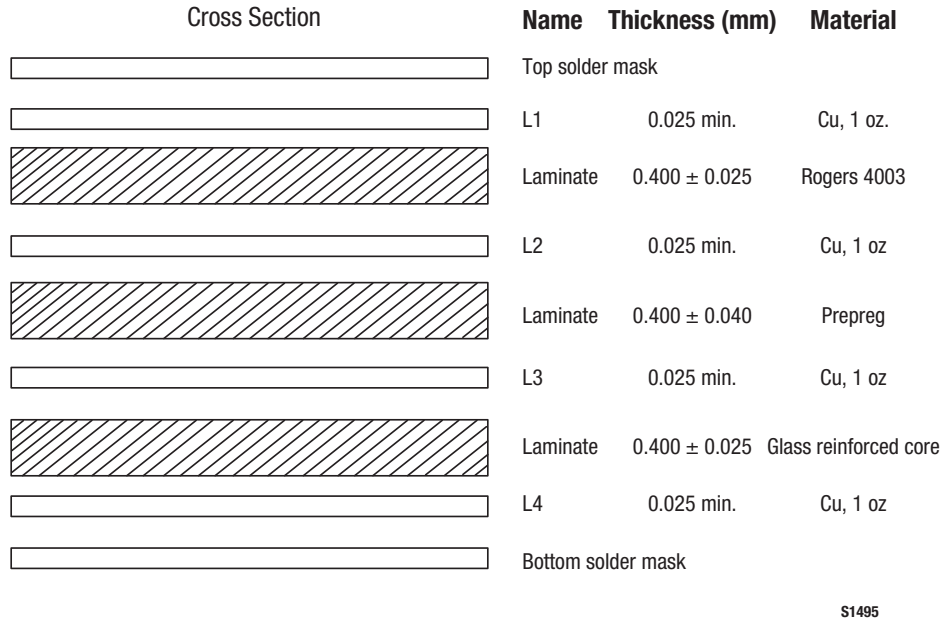 Cross Section Name Thickness (mm) Material
Top solder mask
L1 0.025 min. Cu, 1 oz.
Laminate 0.400 ± 0.025 Rogers 4003
L2 0.025 min. Cu, 1 oz
Laminate 0.400 ± 0.040 Prepreg
L3 0.025 min. Cu, 1 oz
Laminate 0.400 ± 0.025 Glass reinforced core
L4 0.025 min. Cu, 1 oz
Bottom solder mask
S1495